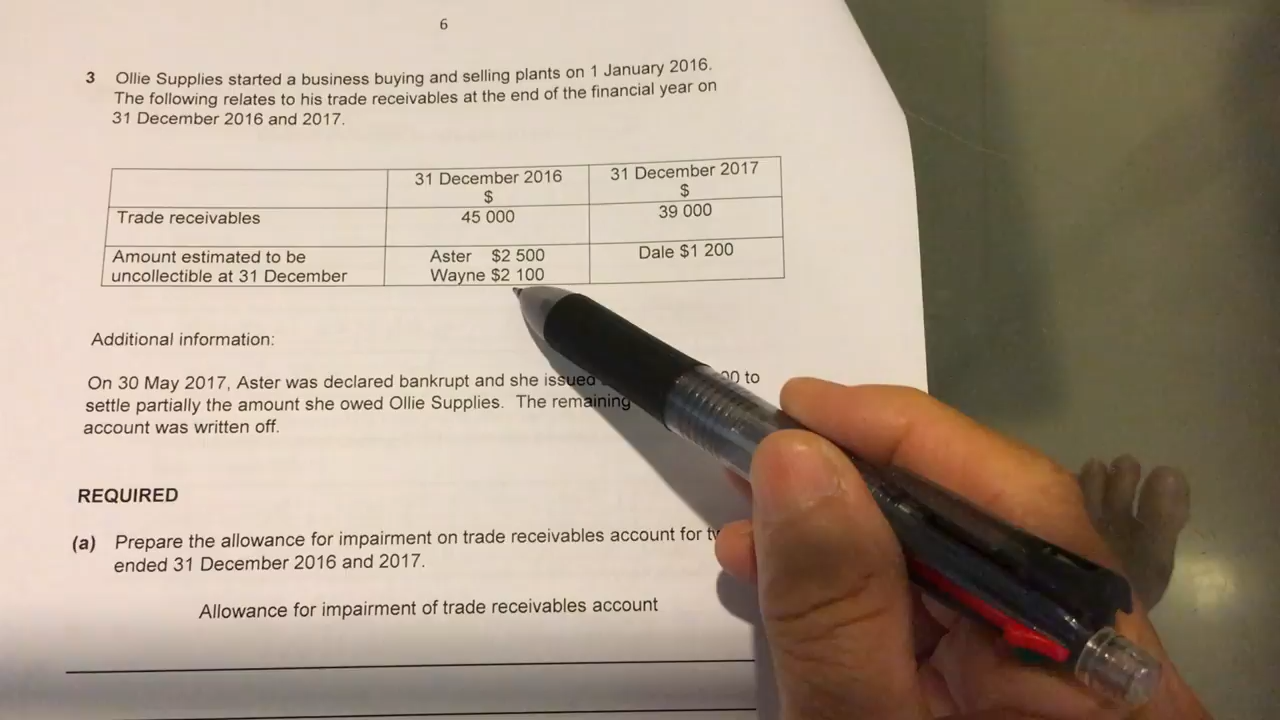 6
3 Ollie Supplies started a business buying and selling plants on 1 January 2016.
The following relates to his trade receivables at the end of the financial year on
31 December 2016 and 2017.
31 December 2016 31 December 2017
$ $
Trade receivables 45 000 39 000
Amount estimated to be Aster $2 500 Dale $1 200
uncollectible at 31 December Wayne $2 100
Additional information:
On 30 May 2017, Aster was declared bankrupt and she issued to
settle partially the amount she owed Ollie Supplies. The remaining
account was written off.
REQUIRED
(a) Prepare the allowance for impairment on trade receivables account for
ended 31 December 2016 and 2017.
Allowance for impairment of trade receivables account